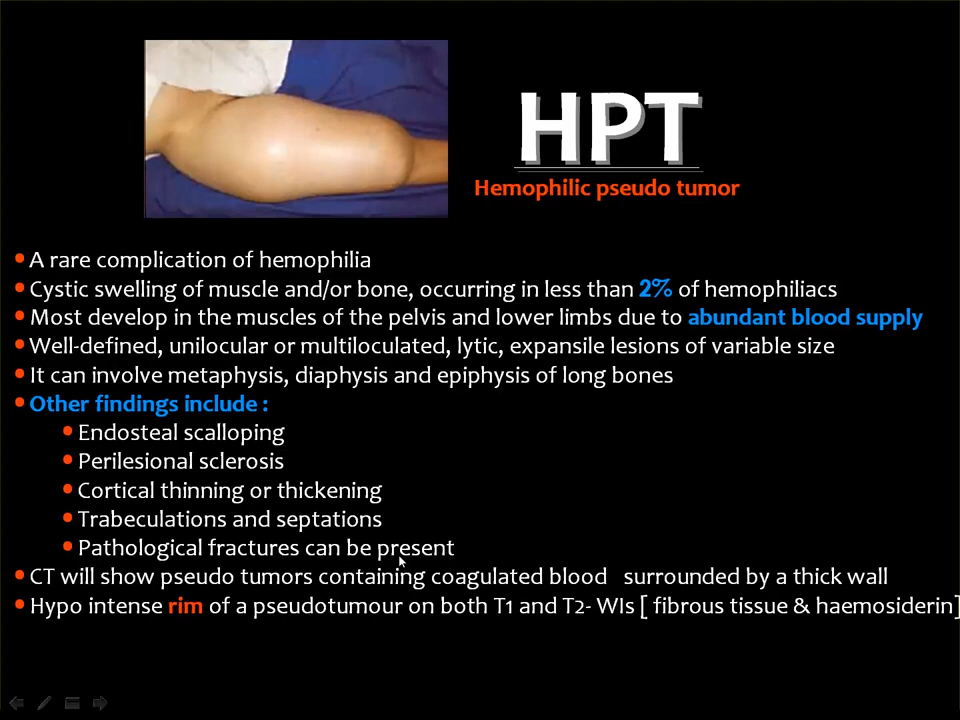 HPT
Hemophilic pseudo tumor
• A rare complication of hemophilia
• Cystic swelling of muscle and/or bone, occurring in less than 2% of hemophiliacs
• Most develop in the muscles of the pelvis and lower limbs due to abundant blood supply
• Well-defined, unilocular or multiloculated, lytic, expansile lesions of variable size
• It can involve metaphysis, diaphysis and epiphysis of long bones
• Other findings include :
• Endosteal scalloping
• Perilesional sclerosis
• Cortical thinning or thickening
• Trabeculations and septations
• Pathological fractures can be present
• CT will show pseudo tumors containing coagulated blood surrounded by a thick wall
• Hypo intense rim of a pseudotumour on both T1 and T2- WIs [ fibrous tissue & haemosiderin]